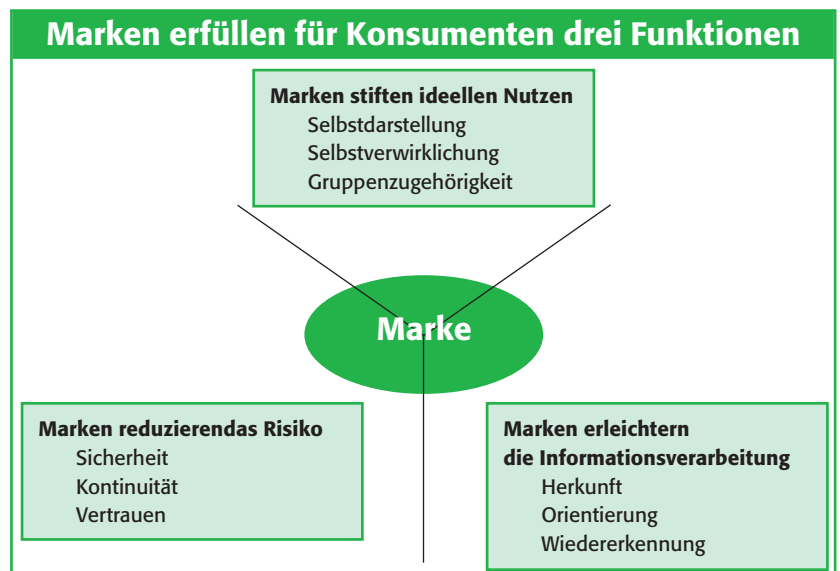 Marken erfüllen für Konsumenten drei Funktionen
Marken stiften ideellen Nutzen
Selbstdarstellung
Selbstverwirklichung
Gruppenzugehörigkeit
Marke
Marken reduzierendas Risiko
Sicherheit
Kontinuität
Vertrauen
Marken erleichtern
die Informationsverarbeitung
Herkunft
Orientierung
Wiedererkennung